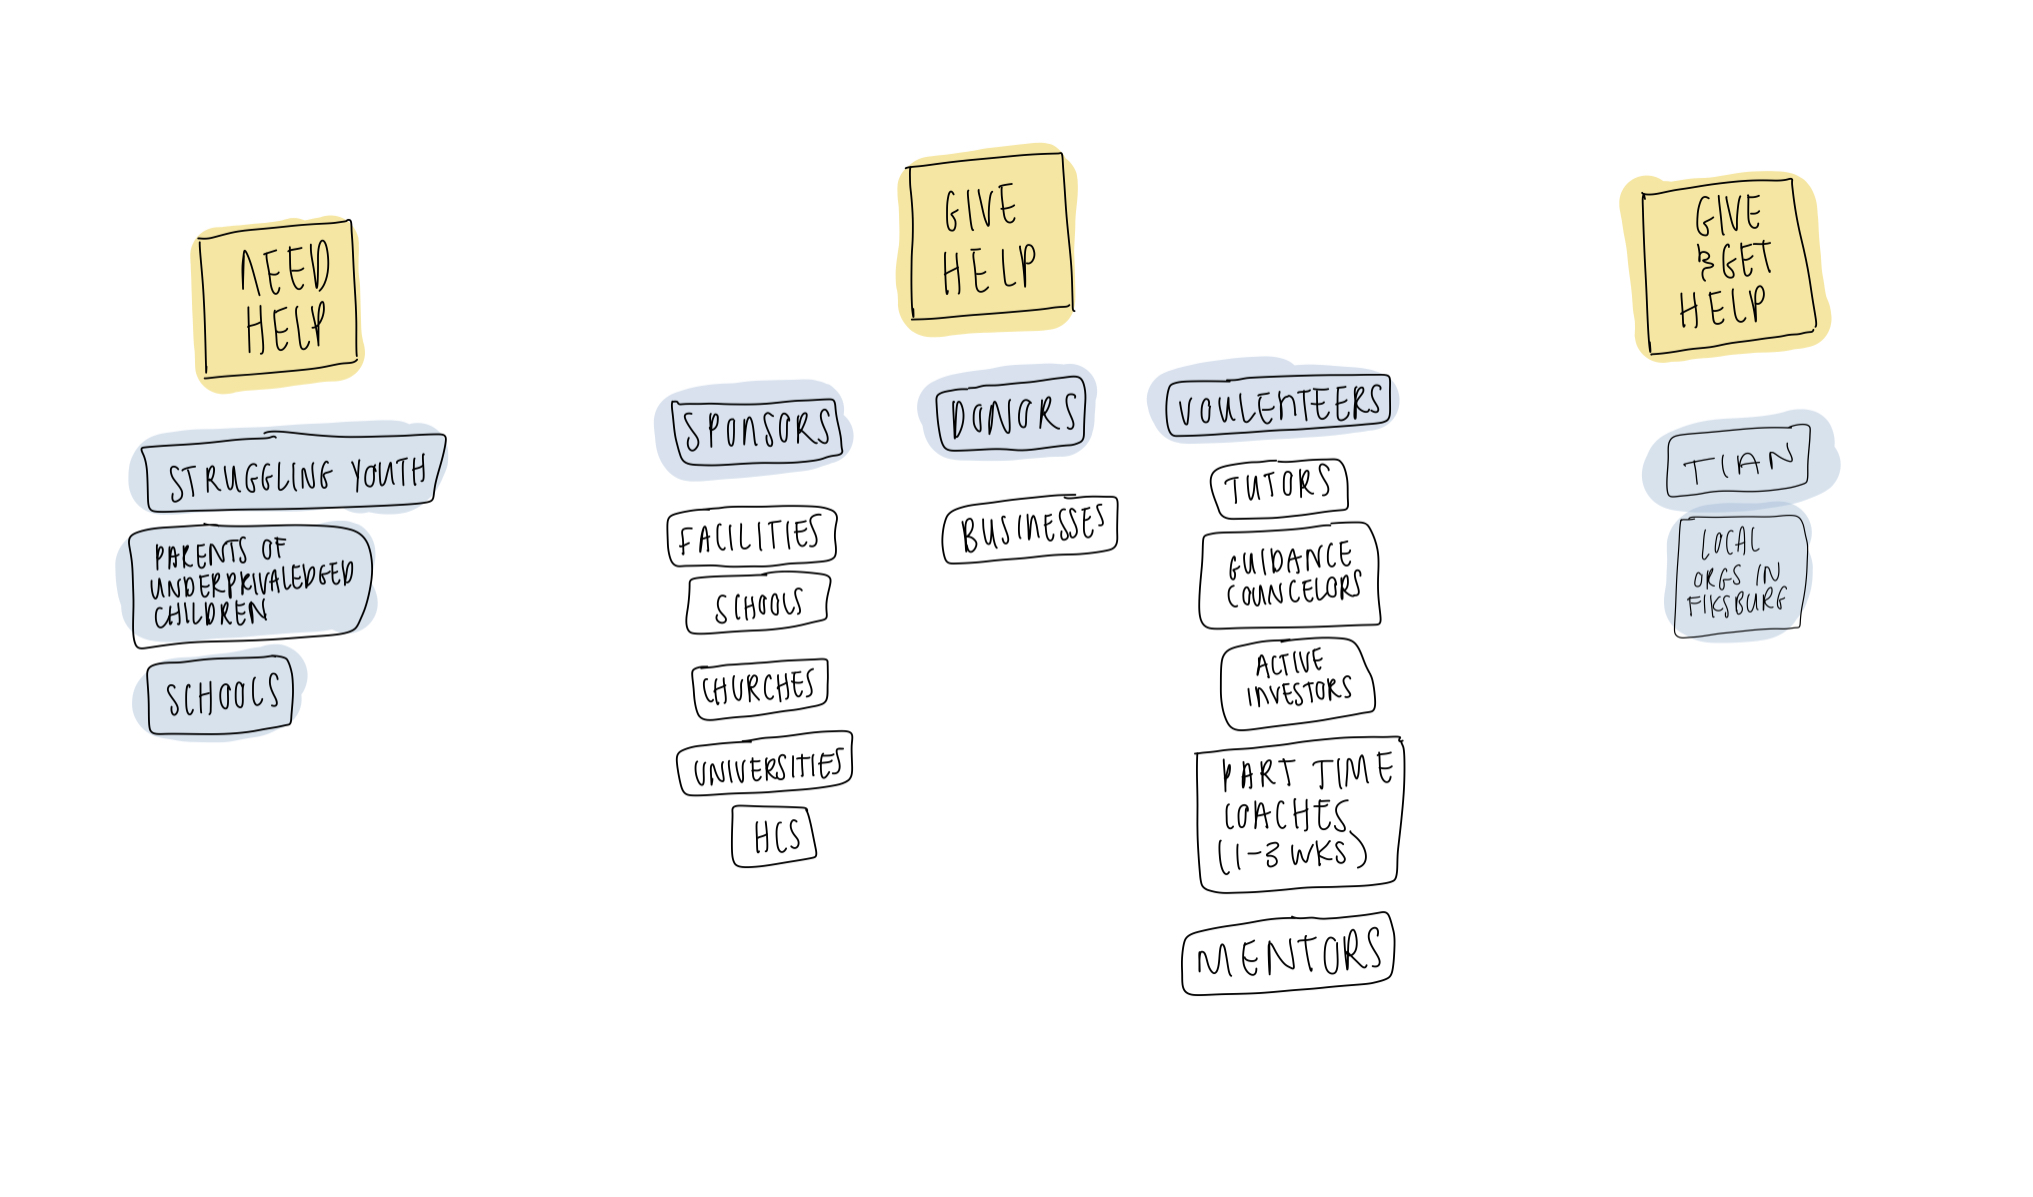 NEED
HELP
STRUGGLING YOUTH
PARENTS OF
UNDERPRIVALEDGED
CHILDREN
SCHOOLS
GIVE
HELP
SPONSORS
FACILITIES
SCHOOLS
CHURCHES
UNIVERSITIES
HCS
DONORS
BUSINESSES
VOULENTEERS
TUTORS
GUIDANCE
COUNCELORS
ACTIVE
INVESTORS
PART TIME
COACHES
(1-3 WKS)
MENTORS
GIVE
& GET
HELP
TIAN
LOCAL
ORGS IN
FIKSBURG